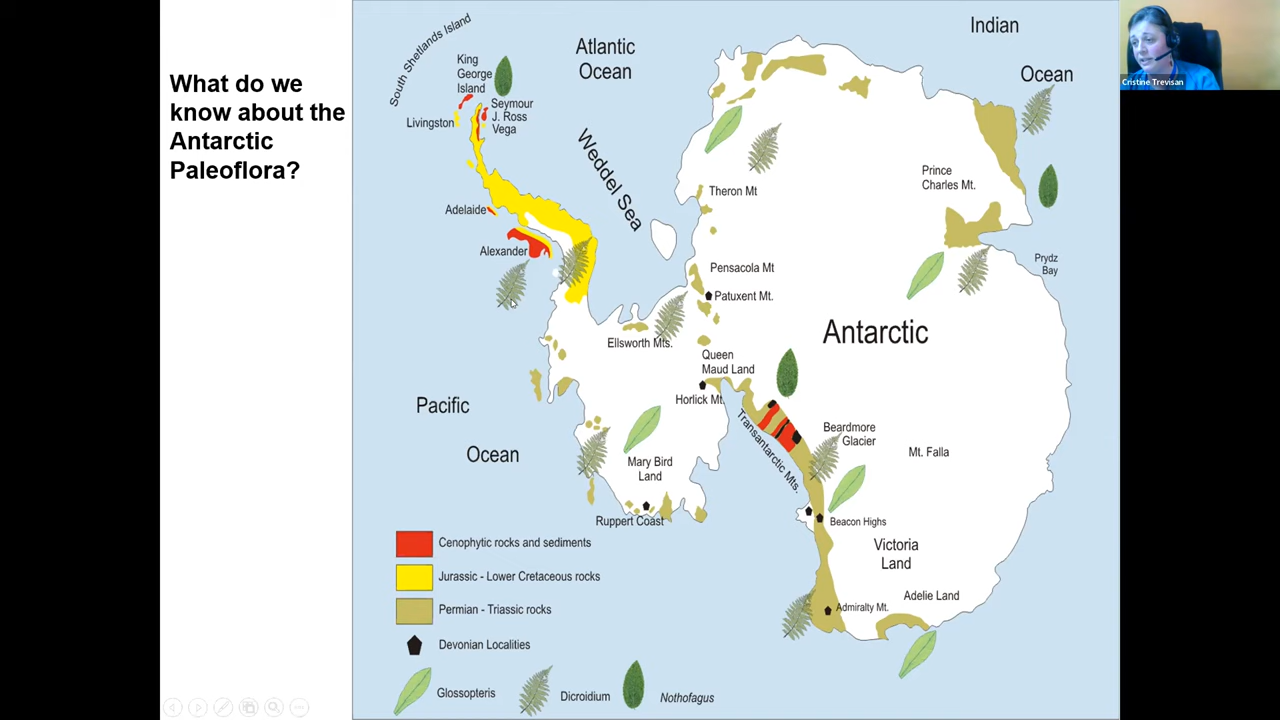 What do we
know about the
Antarctic
Paleoflora?
South Shetlands Island
King
George
Island
Seymour
J. Ross
Vega
Livingston
Adelaide
Alexander
Atlantic
Ocean
Weddel Sea
Indian
Ocean
Cristine Trevisan
Theron Mt
Prince
Charles Mt.
Prydz
Bay
Pensacola Mt
Patuxent Mt.
Ellsworth Mts.
Antarctic
Queen
Maud Land
Horlick Mt.
Pacific
Ocean
Transantarctic Mts.
Beardmore
Glacier
Mt. Falla
Mary Bird
Land
Ruppert Coast
Beacon Highs
Victoria
Land
Adelie Land
Admiralty Mt.
Cenophytic rocks and sediments
Jurassic - Lower Cretaceous rocks
Permian - Triassic rocks
Devonian Localities
Glossopteris
Dicroidium
Nothofagus